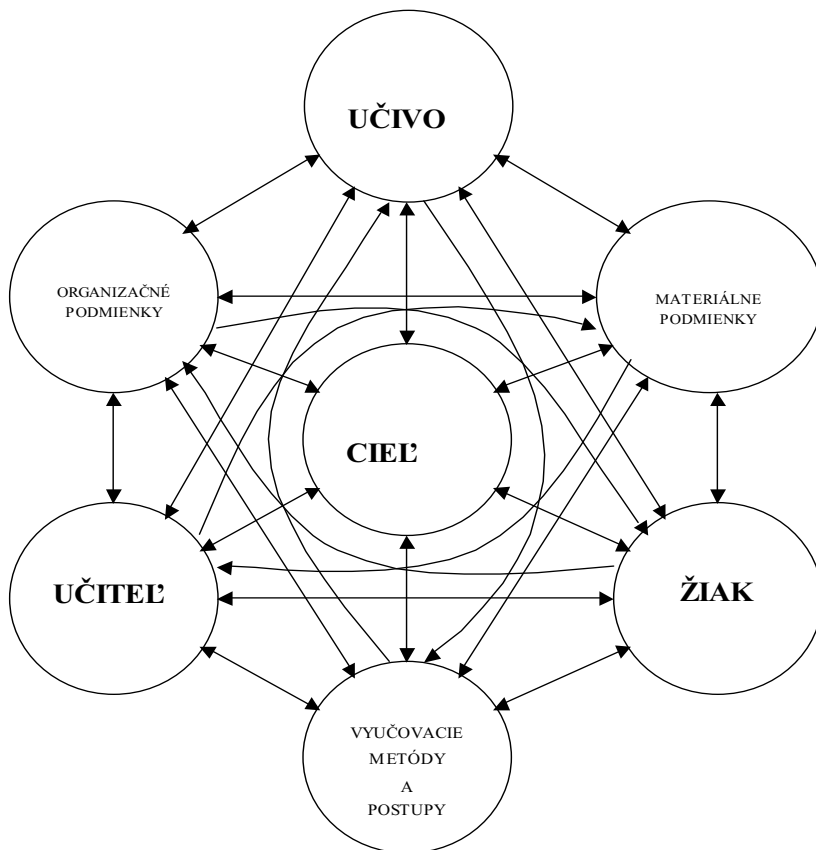 UČIVO
ORGANIZAČNÉ
PODMIENKY
MATERIÁLNE
PODMIENKY
CIEĽ
UČITEĽ
ŽIAK
VYUČOVACIE
METÓDY
A
POSTUPY